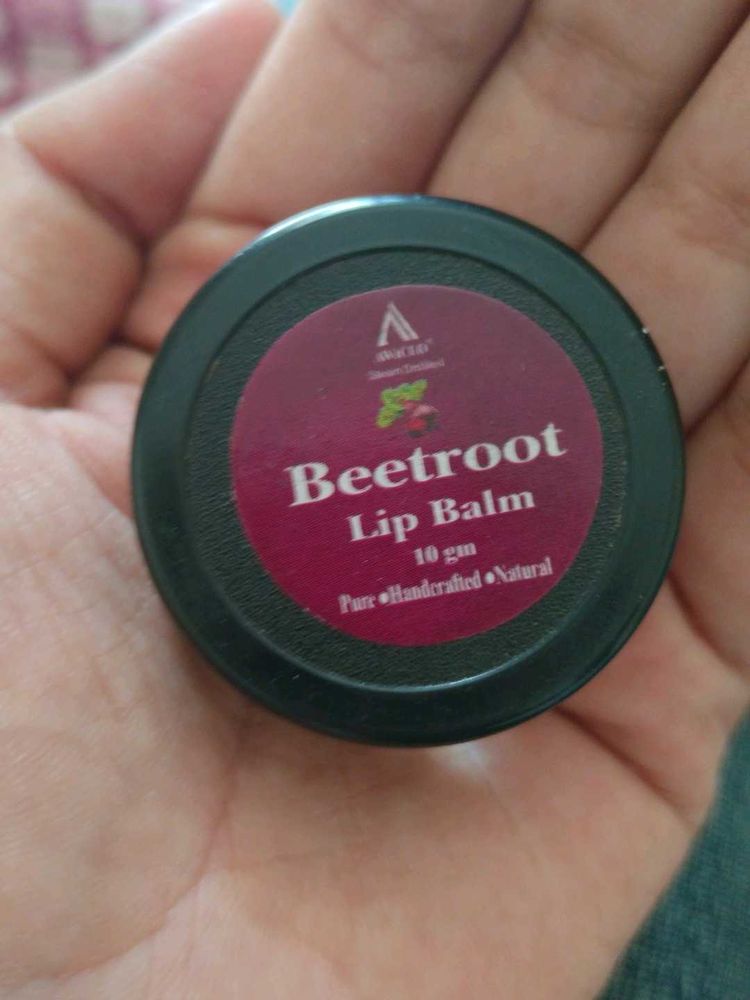 Beetroot
Lip Balm
10 gm
Pure •Handcrafted •Natural